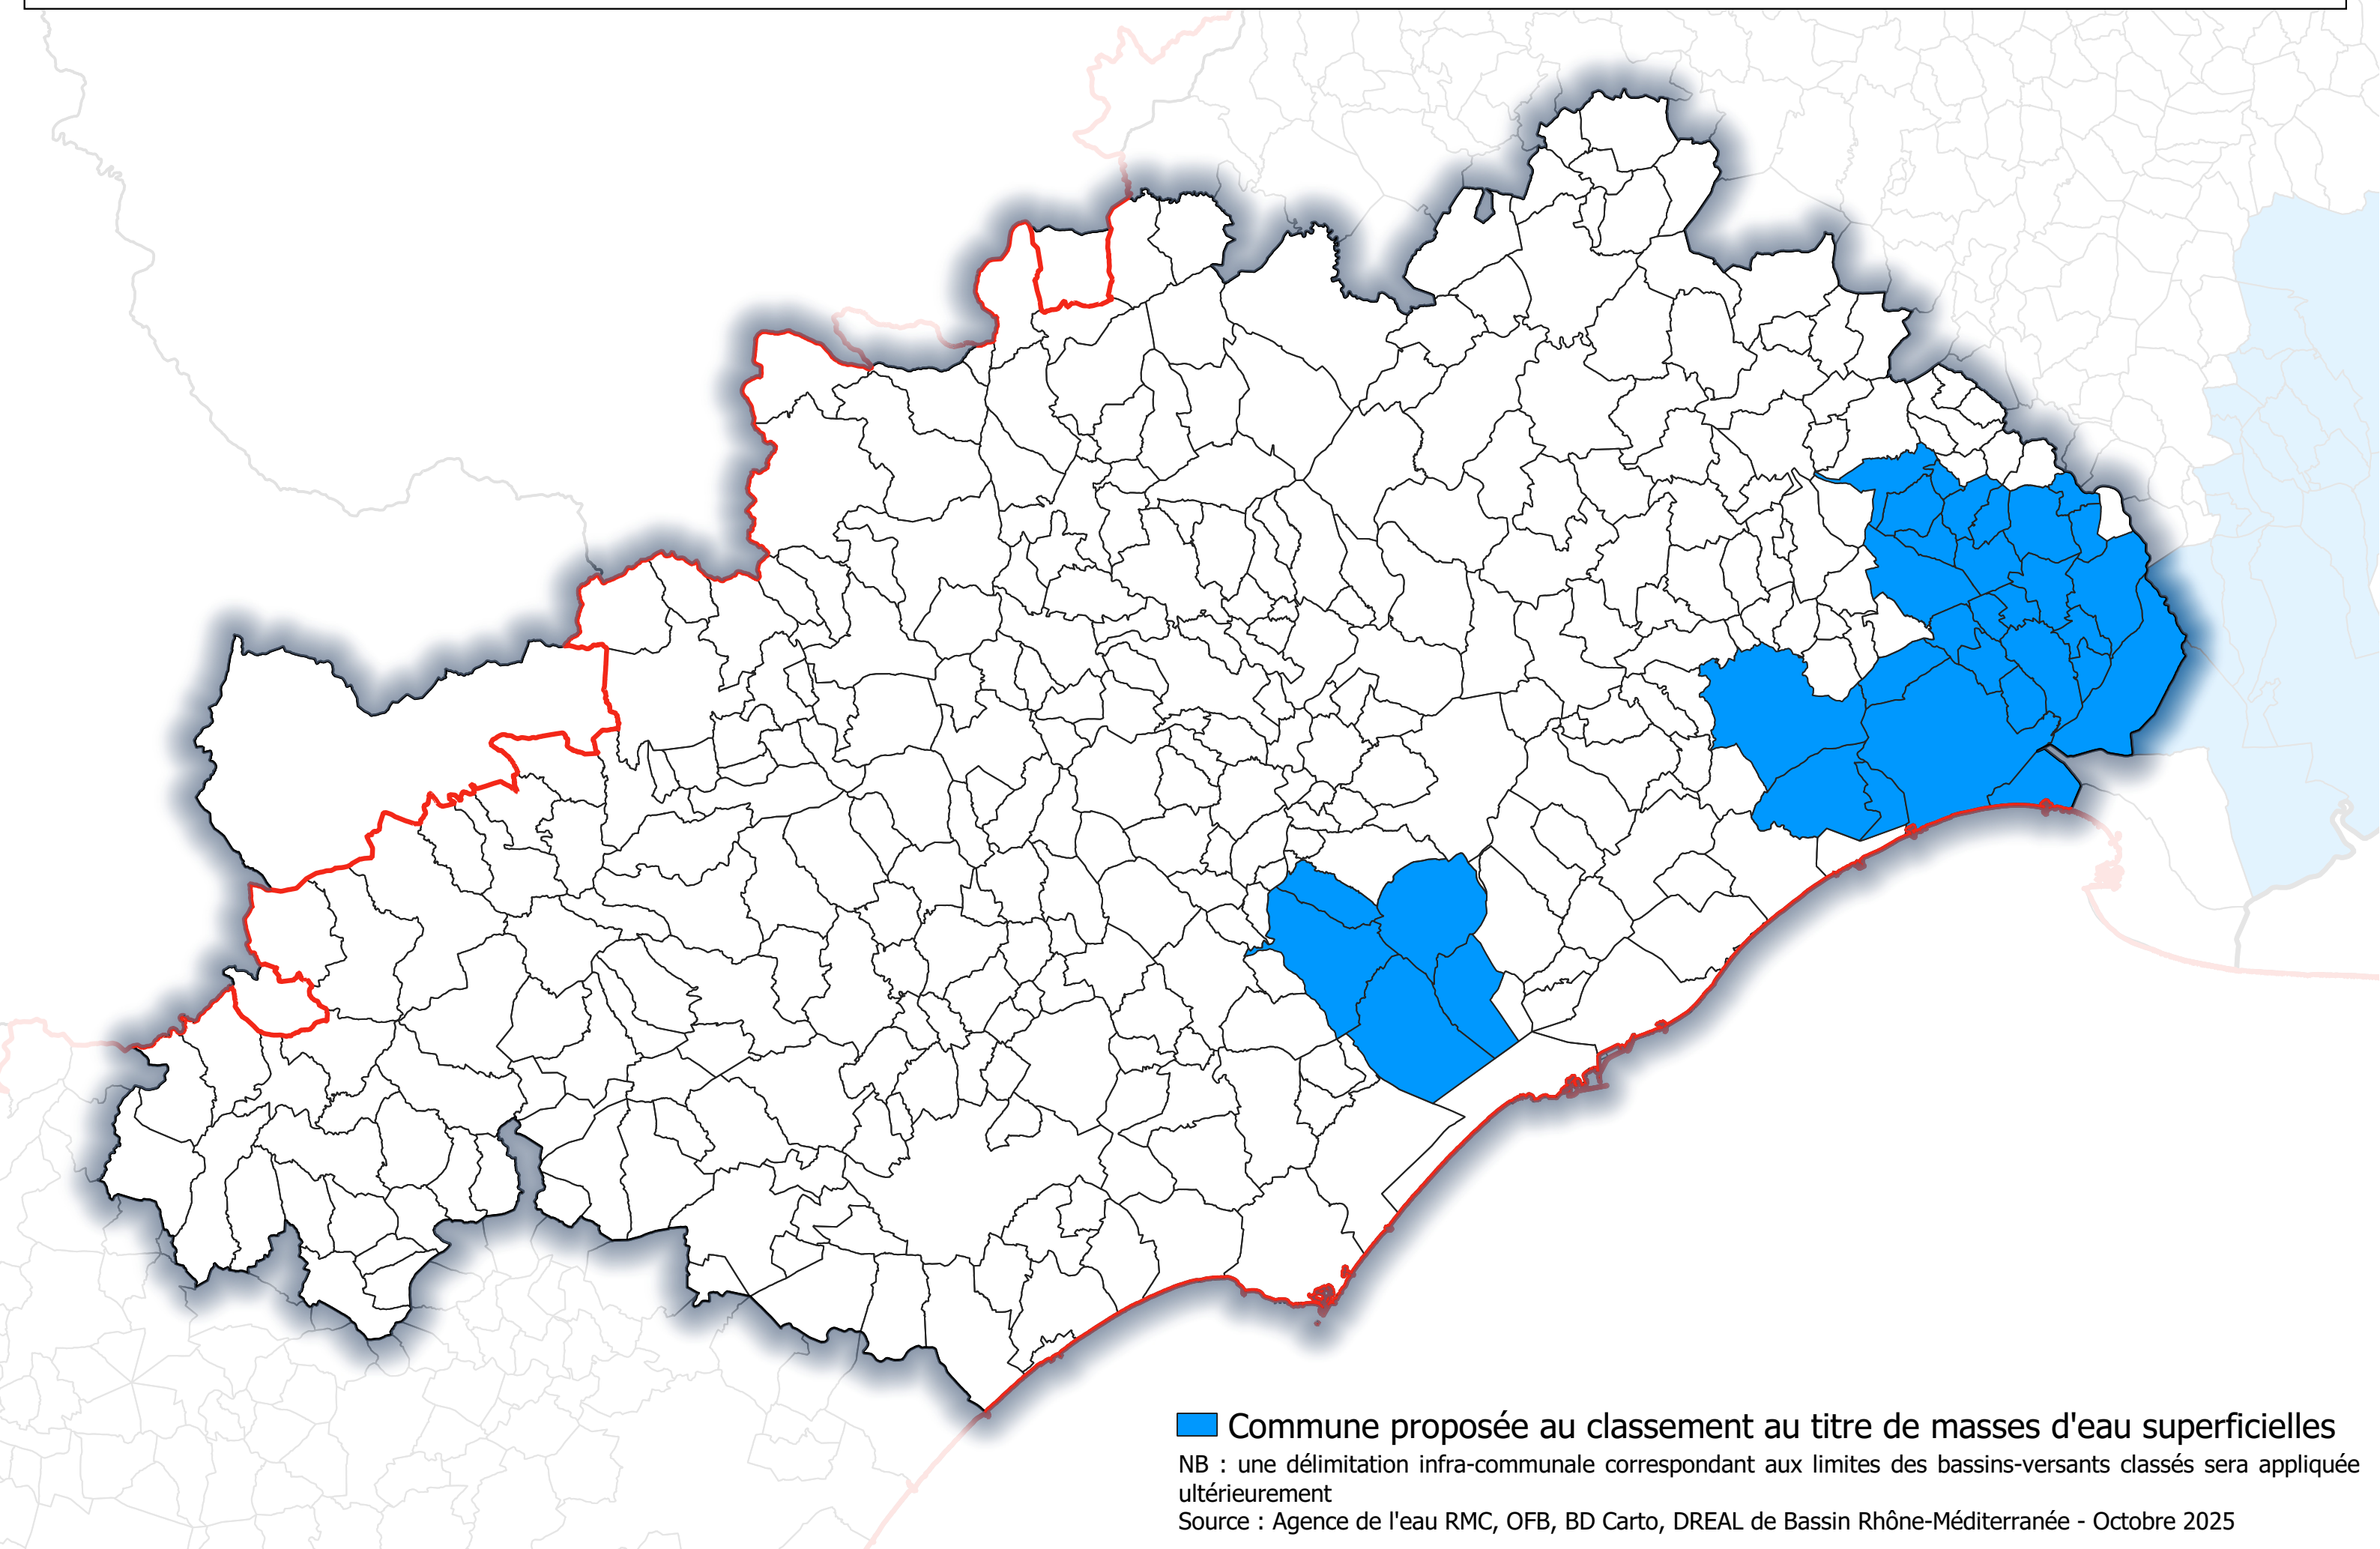 Commune proposée au classement au titre de masses d'eau superficielles
NB : une délimitation infra-communale correspondant aux limites des bassins-versants classés sera appliquée
ultérieurement
Source : Agence de l'eau RMC, OFB, BD Carto, DREAL de Bassin Rhône-Méditerranée - Octobre 2025